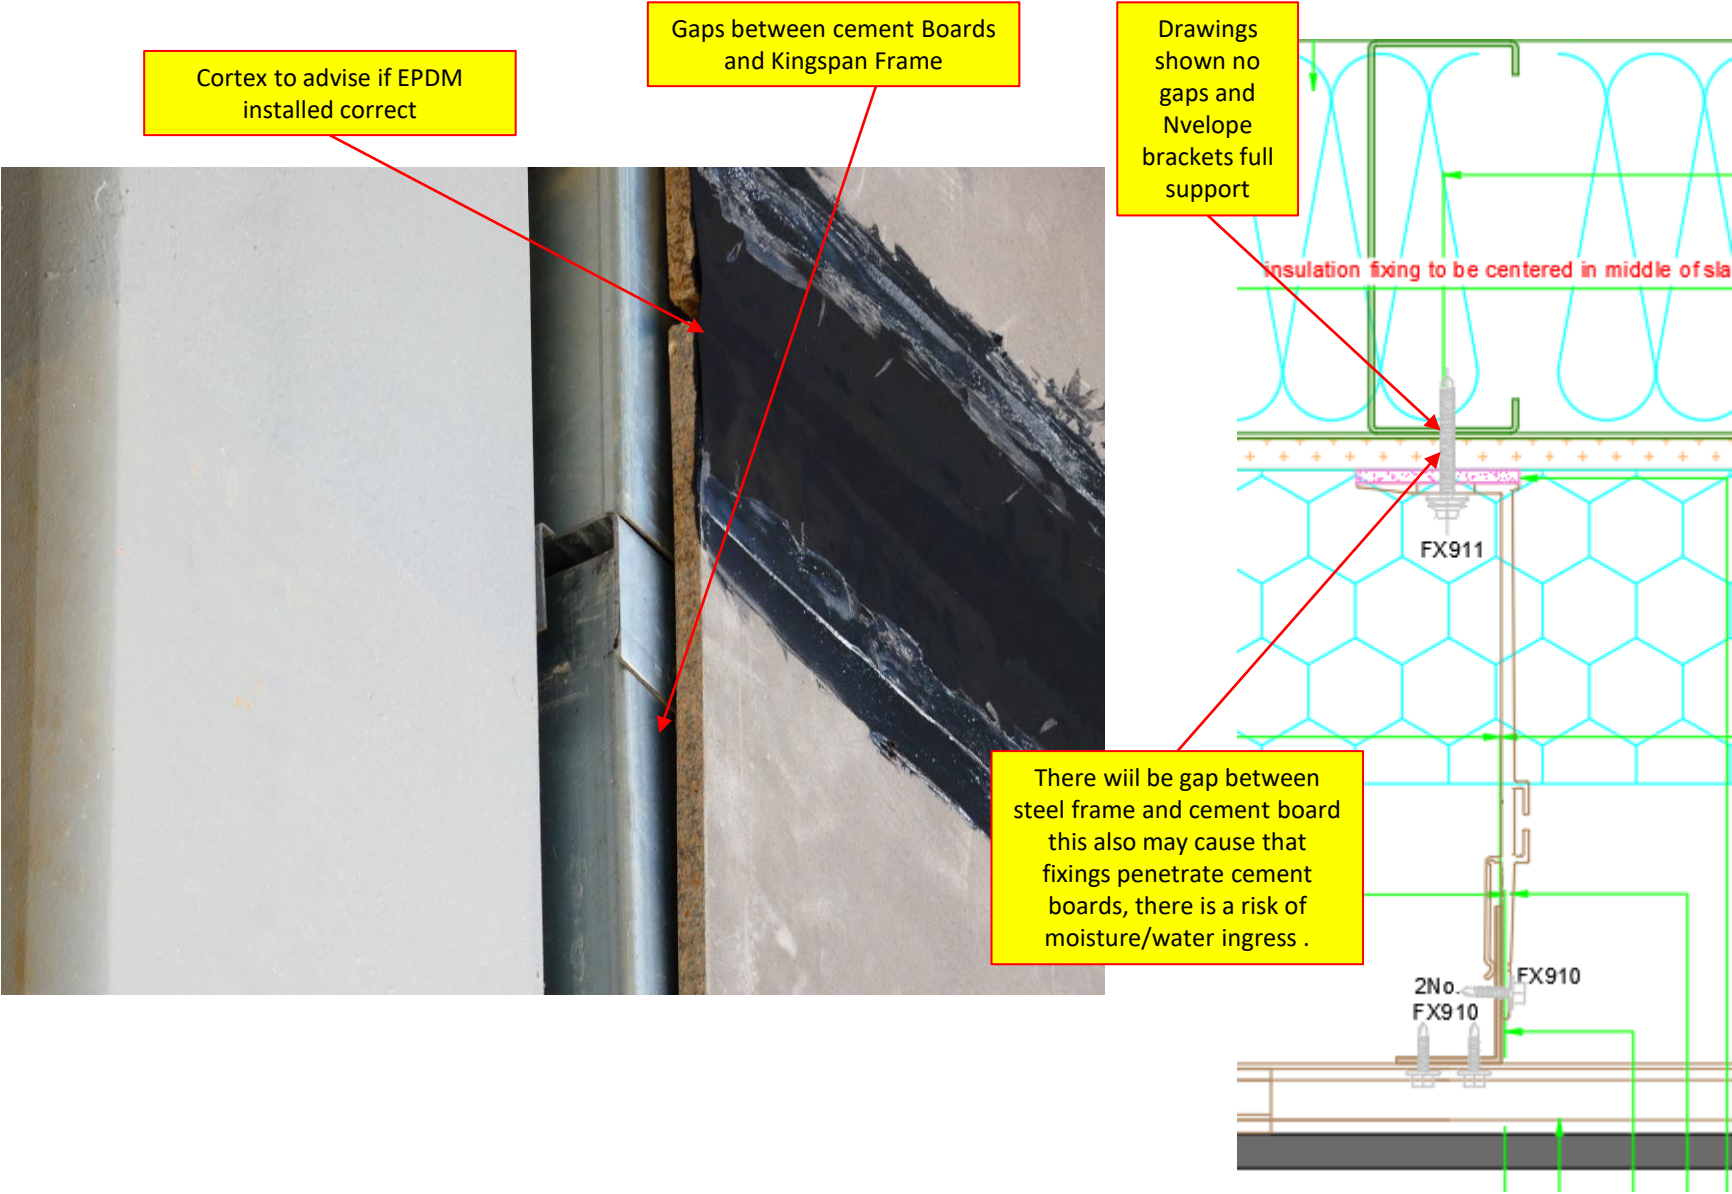 Gaps between cement Boards
and Kingspan Frame
Cortex to advise if EPDM
installed correct
Drawings
shown no
gaps and
Nvelope
brackets full
support
insulation fixing to be centered in middle of sla
FX911
There wiil be gap between
steel frame and cement board
this also may cause that
fixings penetrate cement
boards, there is a risk of
moisture/water ingress .
FX910
2No.
FX910